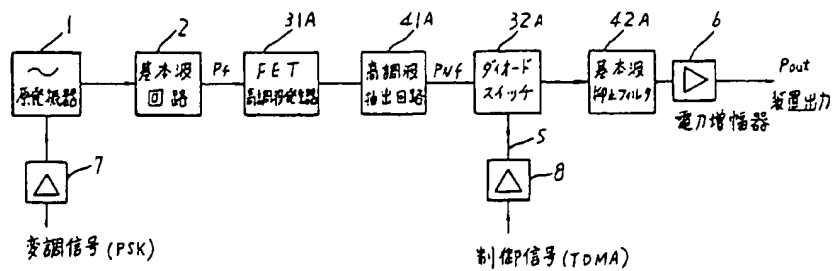 1
2
31A
41A
32A
42A
6
原発振器
基本波
回路
Pf
FET
高調波発生器
高調波
抽出回路
PNf
ダイオード
スイッチ
基本波
抑止フィルタ
Pout
装置出力
電力増幅器
7
5
8
変調信号(PSK)
制御信号(TDMA)